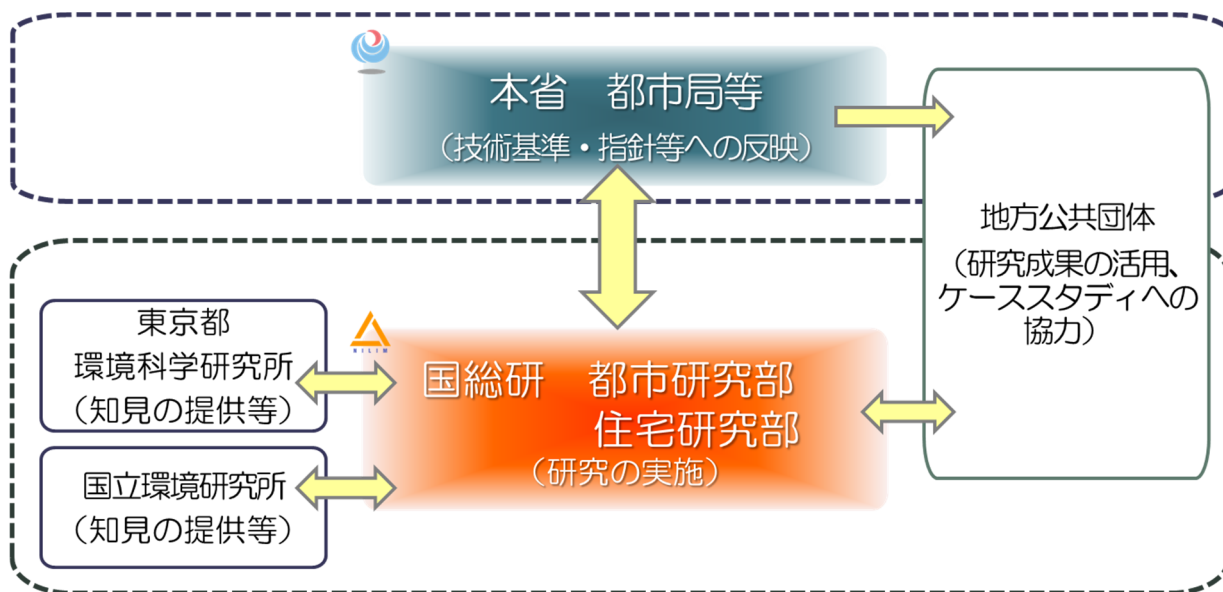 本省　都市局等
（技術基準・指針等への反映）
地方公共団体
（研究成果の活用、
ケーススタディへの
協力）
東京都
環境科学研究所
（知見の提供等）
NILIM
国総研　都市研究部
住宅研究部
（研究の実施）
国立環境研究所
（知見の提供等）